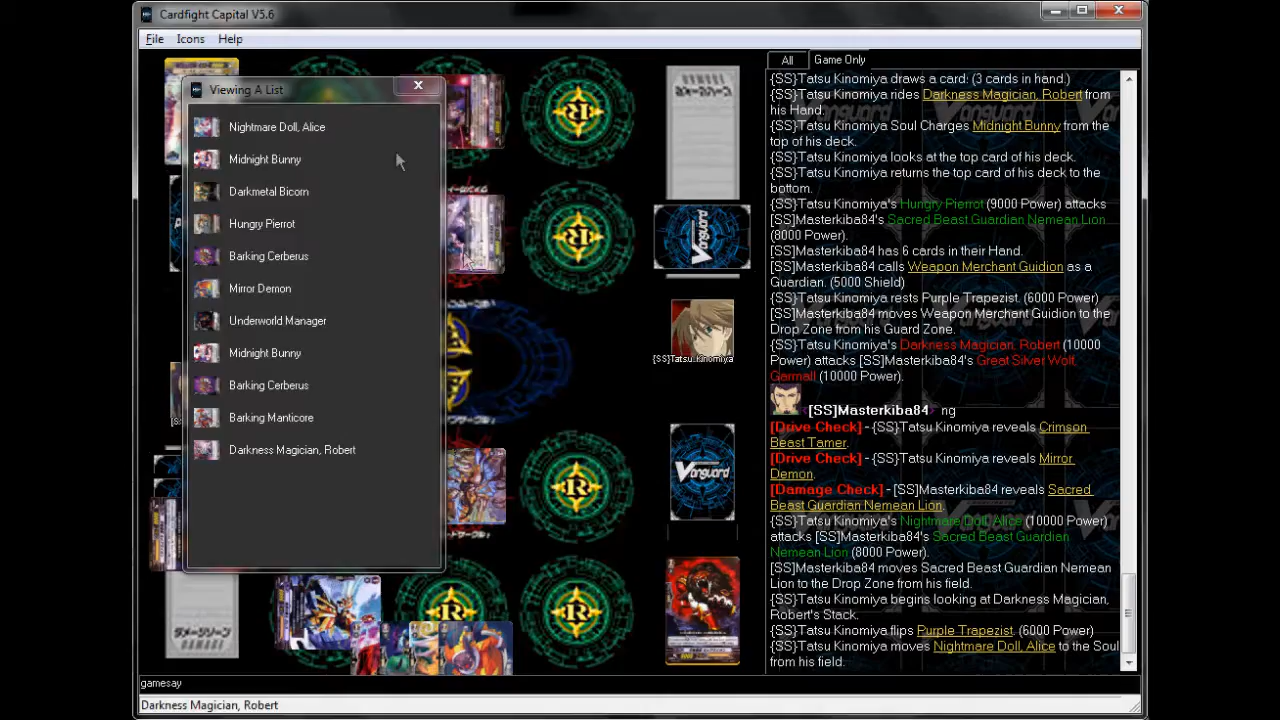 Cardfight Capital V5.6
File Icons Help
Viewing A List
Nightmare Doll, Alice
Midnight Bunny
Darkmetal Bicorn
Hungry Pierrot
Barking Cerberus
Mirror Demon
Underworld Manager
Midnight Bunny
Barking Cerberus
Barking Manticore
Darkness Magician, Robert
Vanguard
{SS}Tatsu Kinomiya
Vanguard
All Game Only
{SS}Tatsu Kinomiya draws a card. (3 cards in hand.)
{SS}Tatsu Kinomiya rides Darkness Magician, Robert from
his Hand.
{SS}Tatsu Kinomiya Soul Charges Midnight Bunny from the
top of his deck.
{SS}Tatsu Kinomiya looks at the top card of his deck.
{SS}Tatsu Kinomiya returns the top card of his deck to the
bottom.
{SS}Tatsu Kinomiya's Hungry Pierrot (9000 Power) attacks
[SS]Masterkiba84's Sacred Beast Guardian Nemean Lion
(8000 Power).
[SS]Masterkiba84 has 6 cards in their Hand.
[SS]Masterkiba84 calls Weapon Merchant Guidion as a
Guardian. (5000 Shield)
{SS}Tatsu Kinomiya rests Purple Trapezist. (6000 Power)
[SS]Masterkiba84 moves Weapon Merchant Guidion to the
Drop Zone from his Guard Zone.
{SS}Tatsu Kinomiya's Darkness Magician, Robert (10000
Power) attacks [SS]Masterkiba84's Great Silver Wolf,
Garmall (10000 Power).
[SS]Masterkiba84 ng
[Drive Check] - {SS}Tatsu Kinomiya reveals Crimson
Beast Tamer.
[Drive Check] - {SS}Tatsu Kinomiya reveals Mirror
Demon.
[Damage Check] - [SS]Masterkiba84 reveals Sacred
Beast Guardian Nemean Lion.
{SS}Tatsu Kinomiya's Nightmare Doll, Alice (10000 Power)
attacks [SS]Masterkiba84's Sacred Beast Guardian
Nemean Lion (8000 Power).
[SS]Masterkiba84 moves Sacred Beast Guardian Nemean
Lion to the Drop Zone from his field.
{SS}Tatsu Kinomiya begins looking at Darkness Magician,
Robert's Stack.
{SS}Tatsu Kinomiya flips Purple Trapezist. (6000 Power)
{SS}Tatsu Kinomiya moves Nightmare Doll, Alice to the Soul
from his field.
gamesay
Darkness Magician, Robert